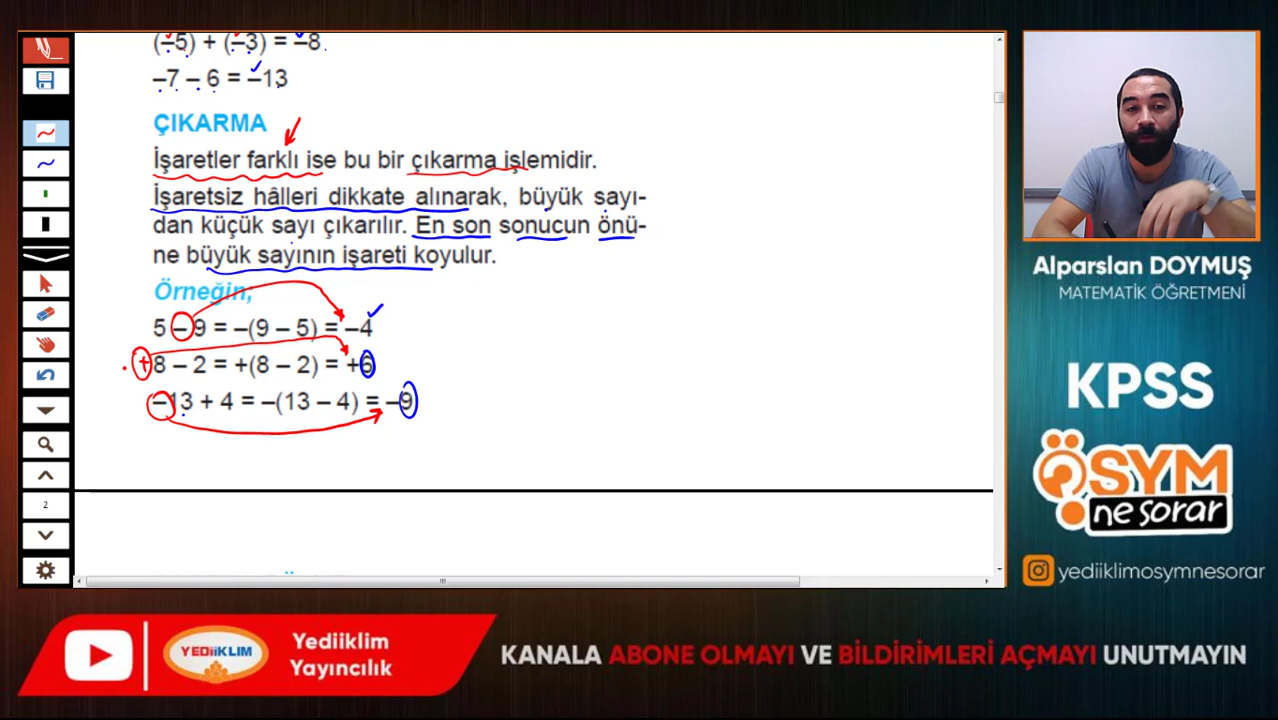 (–5) + (–3) = –8
–7 – 6 = –13
ÇIKARMA
İşaretler farklı ise bu bir çıkarma işlemidir.
İşaretsiz hâlleri dikkate alınarak, büyük sayı-
dan küçük sayı çıkarılır. En son sonucun önü-
ne büyük sayının işareti koyulur.
Örneğin;
5 – 9 = –(9 – 5) = –4
+8 – 2 = +(8 – 2) = +6
–13 + 4 = –(13 – 4) = –9
2
Alparslan DOYMUŞ
MATEMATİK ÖĞRETMENİ
KPSS
ÖSYM
ne sorar
yediiklimosymnesorar
YEDİİKLİM
Yediiklim
Yayıncılık
KANALA ABONE OLMAYI VE BİLDİRİMLERİ AÇMAYI UNUTMAYIN